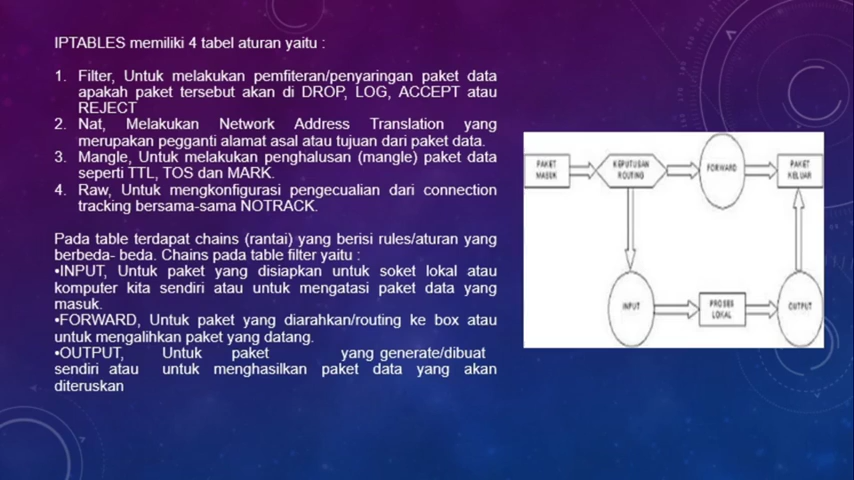 IPTABLES memiliki 4 tabel aturan yaitu :
1. Filter, Untuk melakukan pemfiteran/penyaringan paket data
apakah paket tersebut akan di DROP, LOG, ACCEPT atau
REJECT
2. Nat, Melakukan Network Address Translation yang
merupakan pegganti alamat asal atau tujuan dari paket data.
3. Mangle, Untuk melakukan penghalusan (mangle) paket data
seperti TTL, TOS dan MARK.
4. Raw, Untuk mengkonfigurasi pengecualian dari connection
tracking bersama-sama NOTRACK.
Pada table terdapat chains (rantai) yang berisi rules/aturan yang
berbeda- beda. Chains pada table filter yaitu :
•INPUT, Untuk paket yang disiapkan untuk soket lokal atau
komputer kita sendiri atau untuk mengatasi paket data yang
masuk.
•FORWARD, Untuk paket yang diarahkan/routing ke box atau
untuk mengalihkan paket yang datang.
•OUTPUT, Untuk paket yang generate/dibuat
sendiri atau untuk menghasilkan paket data yang akan
diteruskan
PAKET
MASUK
KEPUTUSAN
ROUTING
FORWARD
PAKET
KELUAR
INPUT
PROSES
LOKAL
OUTPUT